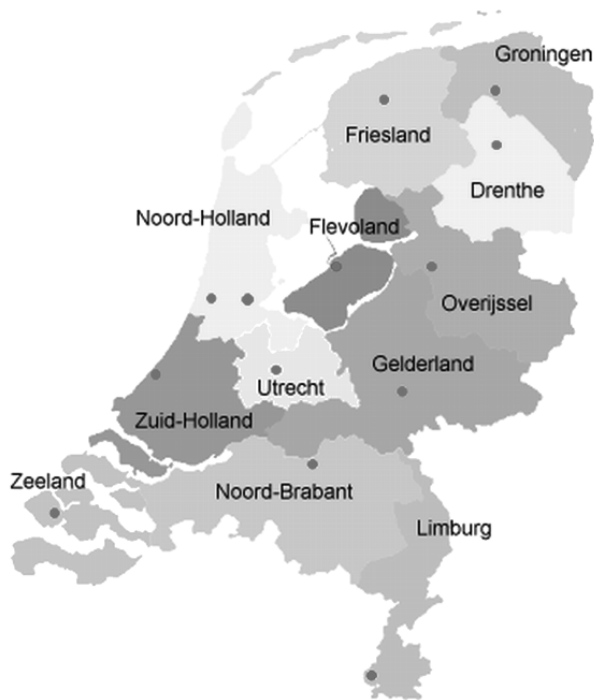 Groningen
Friesland
Drenthe
Noord-Holland
Flevoland
Overijssel
Gelderland
Utrecht
Zuid-Holland
Zeeland
Noord-Brabant
Limburg